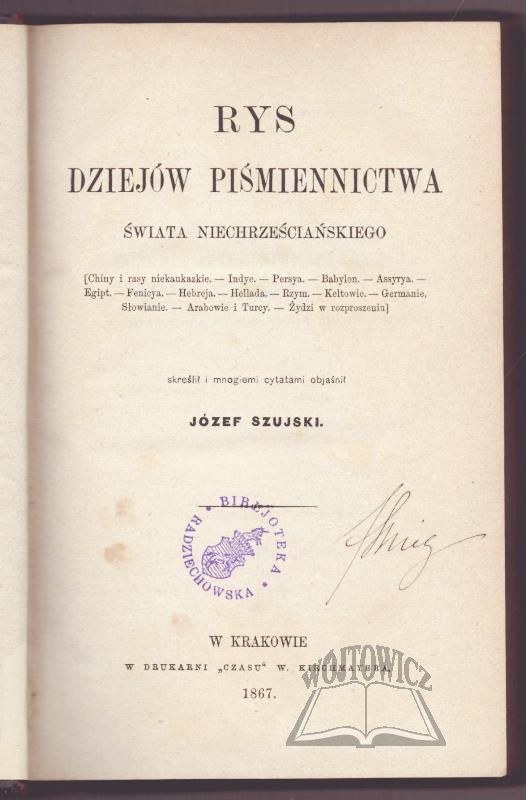 RYS
DZIEJÓW PIŚMIENNICTWA
ŚWIATA NIECHRZEŚCIAŃSKIEGO
[Chiny i rasy niekaukazkie. — Indye. — Persya. — Babylon. — Assyrya. —
Egipt. — Fenicya. — Hebreja. — Hellada. — Rzym. — Keltowie. — Germanie,
Słowianie. — Arabowie i Turcy. — Żydzi w rozproszeniu]
skreślił i mnogiemi cytatami objaśnił
JÓZEF SZUJSKI.
BIBLJOTEKA
RADZIECHOWSKA
W KRAKOWIE
W DRUKARNI „CZASU“ W. KIRCHMAYERA,
1867.
WÓJTOWICZ